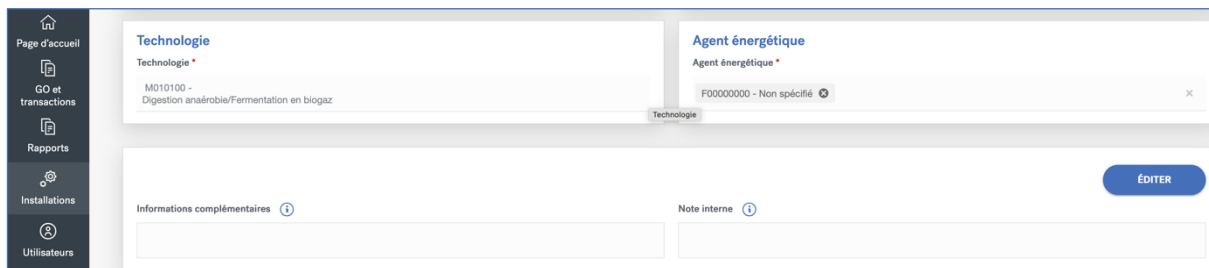 Page d'accueil
GO et
transactions
Rapports
Installations
Utilisateurs
Technologie
Technologie *
M010100 -
Digestion anaérobie/Fermentation en biogaz
Technologie
Agent énergétique
Agent énergétique *
F00000000 - Non spécifié
ÉDITER
Informations complémentaires
Note interne